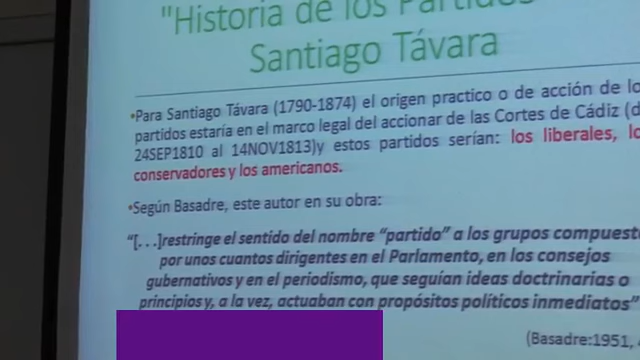 "Historia de los Partidos
Santiago Távara
•Para Santiago Távara (1790-1874) el origen practico o de acción de lo
partidos estaría en el marco legal del accionar de las Cortes de Cádiz (d
24SEP1810 al 14NOV1813)y estos partidos serían: los liberales, lo
conservadores y los americanos.
•Según Basadre, este autor en su obra:
"[...]restringe el sentido del nombre "partido" a los grupos compuesto
por unos cuantos dirigentes en el Parlamento, en los consejos
gubernativos y en el periodismo, que seguían ideas doctrinarias o
principios y, a la vez, actuaban con propósitos políticos inmediatos"
(Basadre:1951,